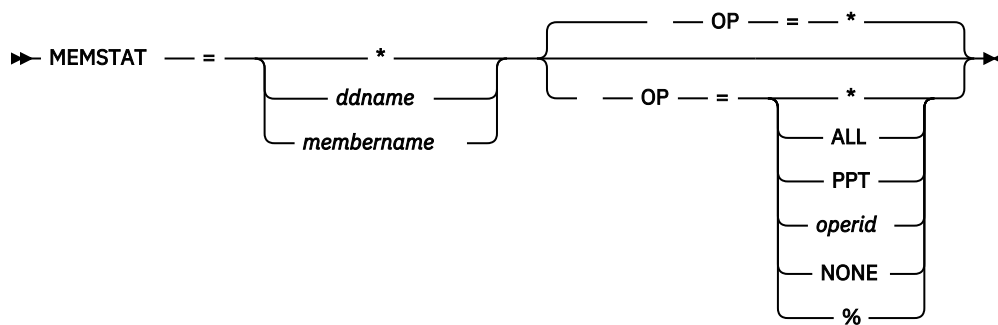 OP = *
MEMSTAT = *
ddname
membername
OP = *
ALL
PPT
operid
NONE
%